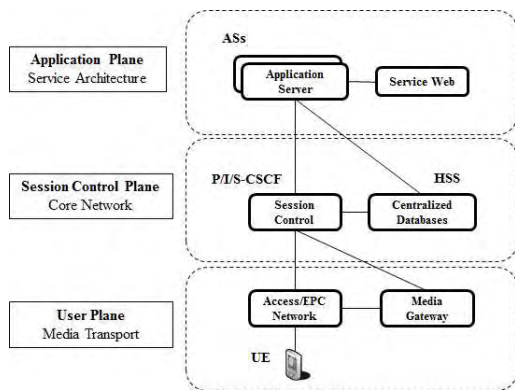 Application Plane
Service Architecture
ASs
Application
Server
Service Web
Session Control Plane
Core Network
P/I/S-CSCF
HSS
Session
Control
Centralized
Databases
User Plane
Media Transport
Access/EPC
Network
Media
Gateway
UE